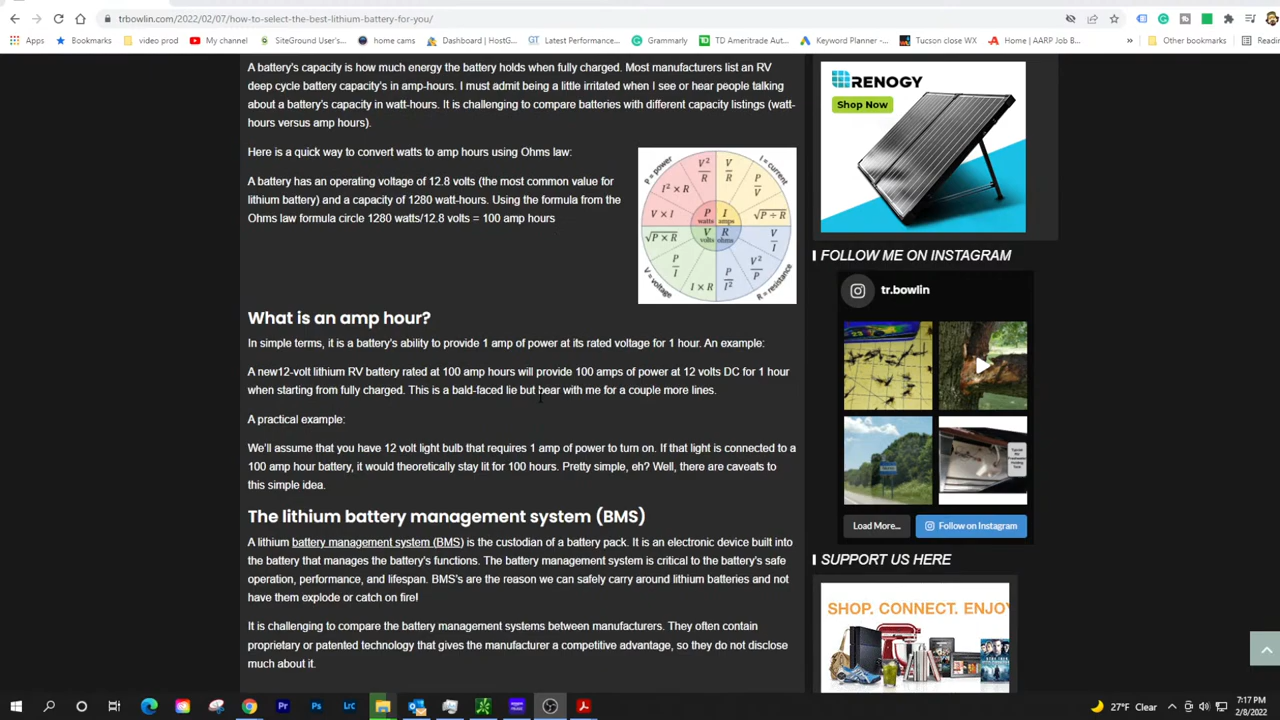 trbowlin.com/2022/02/07/how-to-select-the-best-lithium-battery-for-you/
Apps
Bookmarks
video prod
My channel
SiteGround User's...
home cams
Dashboard | HostG...
Latest Performance...
Grammarly
TD Ameritrade Aut...
Keyword Planner -...
Tucson close WX
Home | AARP Job B...
»
Other bookmarks
Readi
A battery's capacity is how much energy the battery holds when fully charged. Most manufacturers list an RV
deep cycle battery capacity's in amp-hours. I must admit being a little irritated when I see or hear people talking
about a battery's capacity in watt-hours. It is challenging to compare batteries with different capacity listings (watt-
hours versus amp hours).
Here is a quick way to convert watts to amp hours using Ohms law:
A battery has an operating voltage of 12.8 volts (the most common value for
lithium battery) and a capacity of 1280 watt-hours. Using the formula from the
Ohms law formula circle 1280 watts/12.8 volts = 100 amp hours
P = power
I = current
V = voltage
R = resistance
V²/R
V/R
I² × R
P/V
V × I
√P ÷ R
P watts
I amps
V volts
R ohms
√P × R
V/I
P/I
V²/P
I × R
P/I²
What is an amp hour?
In simple terms, it is a battery's ability to provide 1 amp of power at its rated voltage for 1 hour. An example:
A new12-volt lithium RV battery rated at 100 amp hours will provide 100 amps of power at 12 volts DC for 1 hour
when starting from fully charged. This is a bald-faced lie but bear with me for a couple more lines.
A practical example:
We'll assume that you have 12 volt light bulb that requires 1 amp of power to turn on. If that light is connected to a
100 amp hour battery, it would theoretically stay lit for 100 hours. Pretty simple, eh? Well, there are caveats to
this simple idea.
The lithium battery management system (BMS)
A lithium battery management system (BMS) is the custodian of a battery pack. It is an electronic device built into
the battery that manages the battery's functions. The battery management system is critical to the battery's safe
operation, performance, and lifespan. BMS's are the reason we can safely carry around lithium batteries and not
have them explode or catch on fire!
It is challenging to compare the battery management systems between manufacturers. They often contain
proprietary or patented technology that gives the manufacturer a competitive advantage, so they do not disclose
much about it.
RENOGY
Shop Now
FOLLOW ME ON INSTAGRAM
tr.bowlin
Load More...
Follow on Instagram
SUPPORT US HERE
SHOP. CONNECT. ENJOY
27°F Clear
7:17 PM
2/8/2022